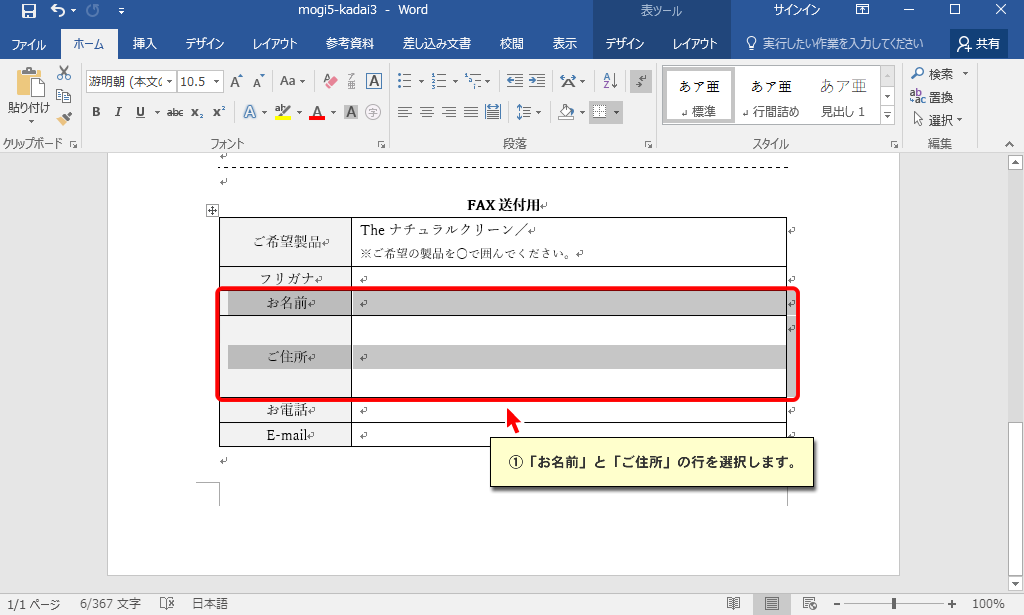 mogi5-kadai3 - Word
表ツール
サインイン
ファイル ホーム 挿入 デザイン レイアウト 参考資料 差し込み文書 校閲 表示 デザイン レイアウト 実行したい作業を入力してください 共有
貼り付け
游明朝 (本文(
10.5
Aa
A
B I U abc x₂ x²
A
ab
A
A
字
あア亜
標準
あア亜
行間詰め
あア亜
見出し 1
検索
置換
選択
クリップボード フォント 段落 スタイル 編集
FAX 送付用
ご希望製品
The ナチュラルクリーン／
※ご希望の製品を〇で囲んでください。
フリガナ
お名前
ご住所
お電話
E-mail
①「お名前」と「ご住所」の行を選択します。
1/1 ページ 6/367 文字 日本語 100%